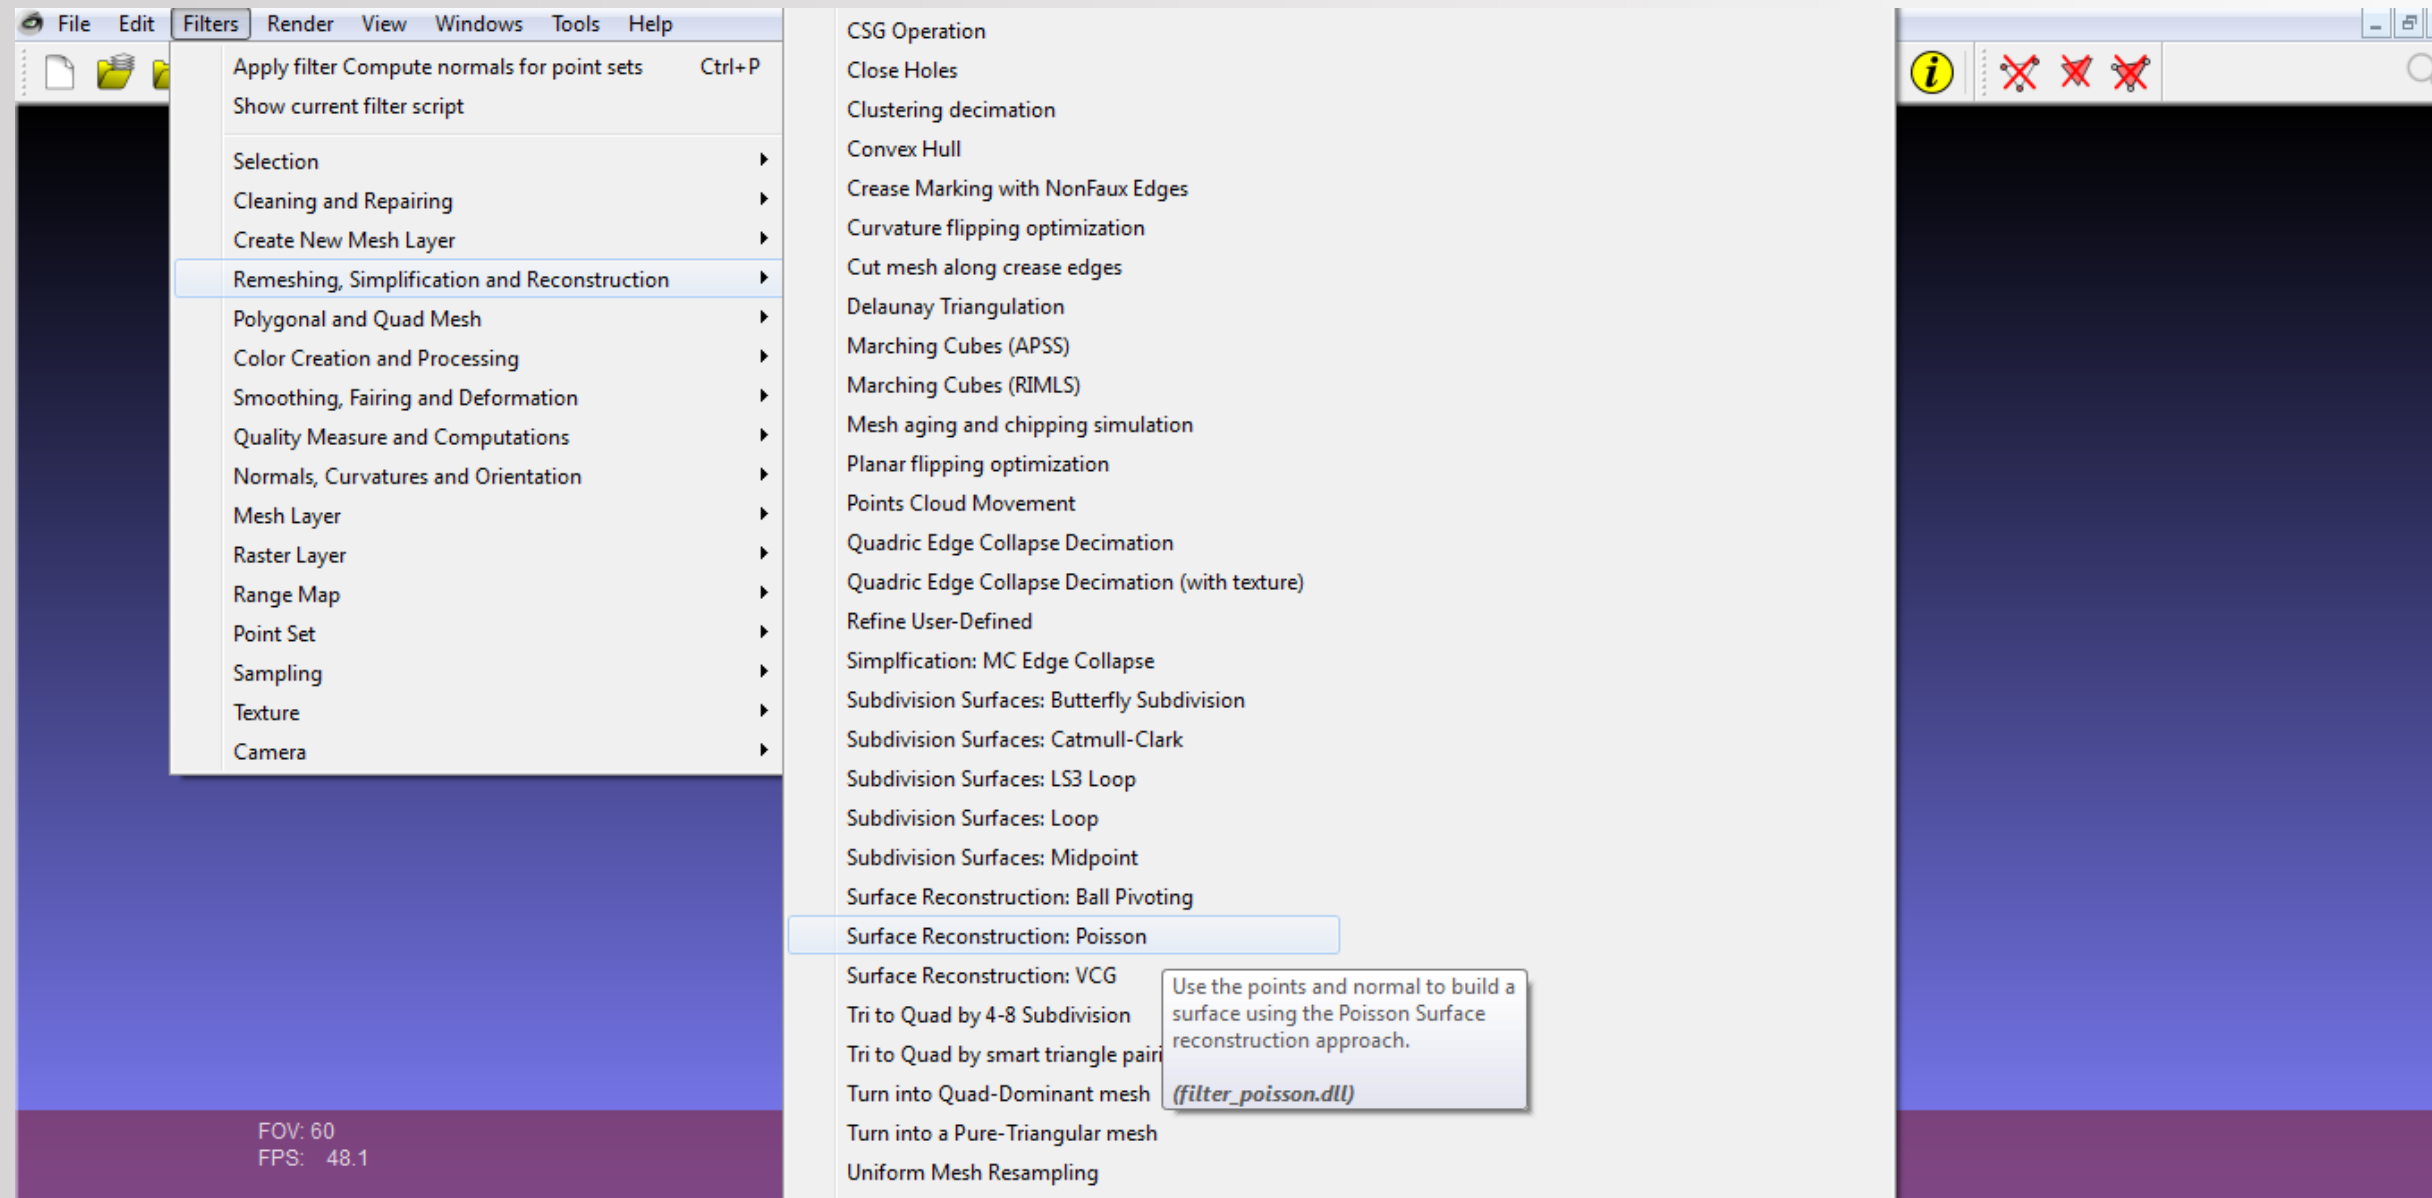 File Edit Filters Render View Windows Tools Help
Apply filter Compute normals for point sets Ctrl+P
Show current filter script
Selection
Cleaning and Repairing
Create New Mesh Layer
Remeshing, Simplification and Reconstruction
Polygonal and Quad Mesh
Color Creation and Processing
Smoothing, Fairing and Deformation
Quality Measure and Computations
Normals, Curvatures and Orientation
Mesh Layer
Raster Layer
Range Map
Point Set
Sampling
Texture
Camera
CSG Operation
Close Holes
Clustering decimation
Convex Hull
Crease Marking with NonFaux Edges
Curvature flipping optimization
Cut mesh along crease edges
Delaunay Triangulation
Marching Cubes (APSS)
Marching Cubes (RIMLS)
Mesh aging and chipping simulation
Planar flipping optimization
Points Cloud Movement
Quadric Edge Collapse Decimation
Quadric Edge Collapse Decimation (with texture)
Refine User-Defined
Simplfication: MC Edge Collapse
Subdivision Surfaces: Butterfly Subdivision
Subdivision Surfaces: Catmull-Clark
Subdivision Surfaces: LS3 Loop
Subdivision Surfaces: Loop
Subdivision Surfaces: Midpoint
Surface Reconstruction: Ball Pivoting
Surface Reconstruction: Poisson
Surface Reconstruction: VCG
Tri to Quad by 4-8 Subdivision
Tri to Quad by smart triangle pairi
Turn into Quad-Dominant mesh
Turn into a Pure-Triangular mesh
Uniform Mesh Resampling
Use the points and normal to build a
surface using the Poisson Surface
reconstruction approach.
(filter_poisson.dll)
i
FOV: 60
FPS: 48.1